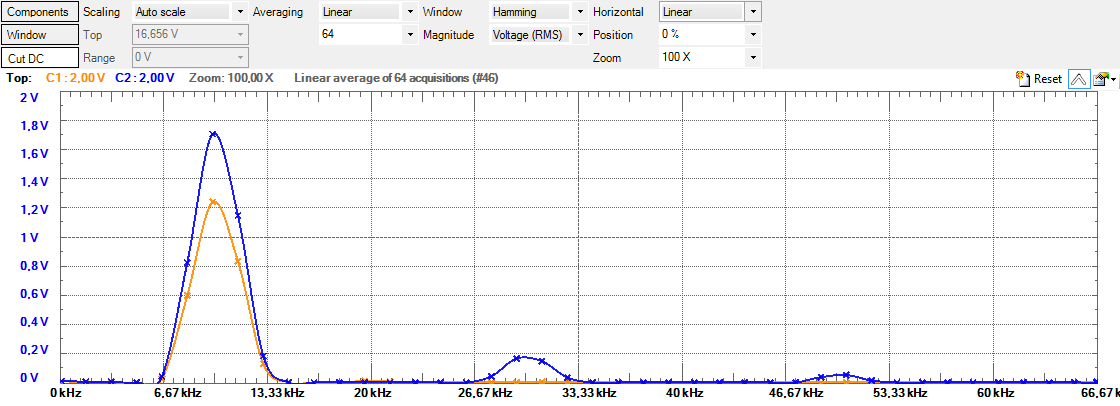 Components Scaling Auto scale Averaging Linear Window Hamming Horizontal Linear
Window Top 16,656 V 64 Magnitude Voltage (RMS) Position 0 %
Cut DC Range 0 V Zoom 100 X
Top: C1 : 2,00 V C2 : 2,00 V Zoom: 100,00 X Linear average of 64 acquisitions (#46) Reset
2 V
1,8 V
1,6 V
1,4 V
1,2 V
1 V
0,8 V
0,6 V
0,4 V
0,2 V
0 V
0 kHz 6,67 kHz 13,33 kHz 20 kHz 26,67 kHz 33,33 kHz 40 kHz 46,67 kHz 53,33 kHz 60 kHz 66,67 k